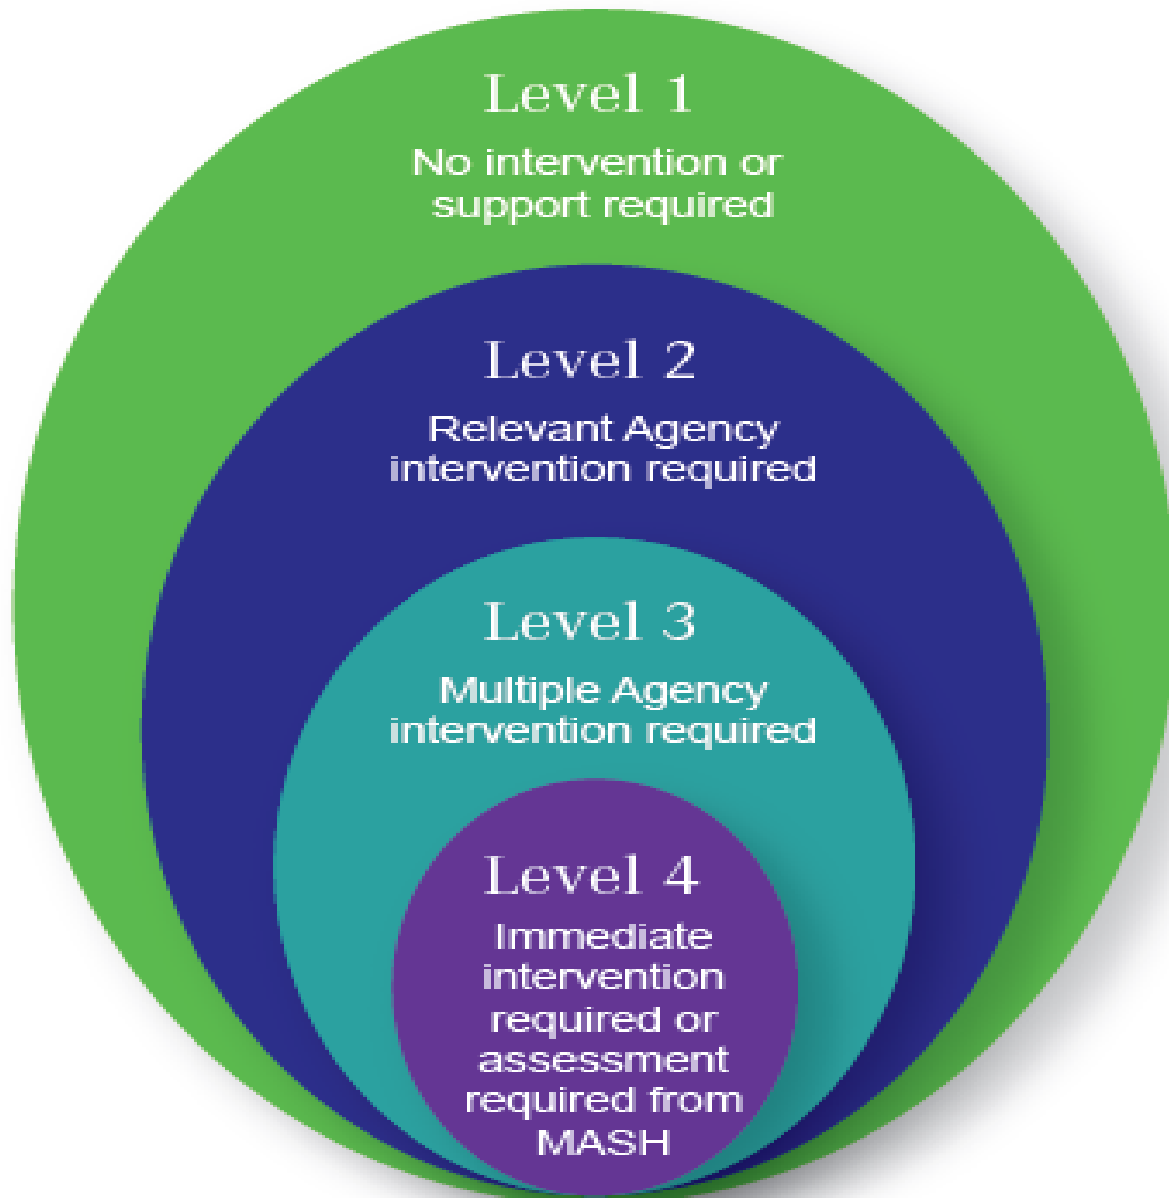 Level 1
No intervention or
support required
Level 2
Relevant Agency
intervention required
Level 3
Multiple Agency
intervention required
Level 4
Immediate
intervention
required or
assessment
required from
MASH